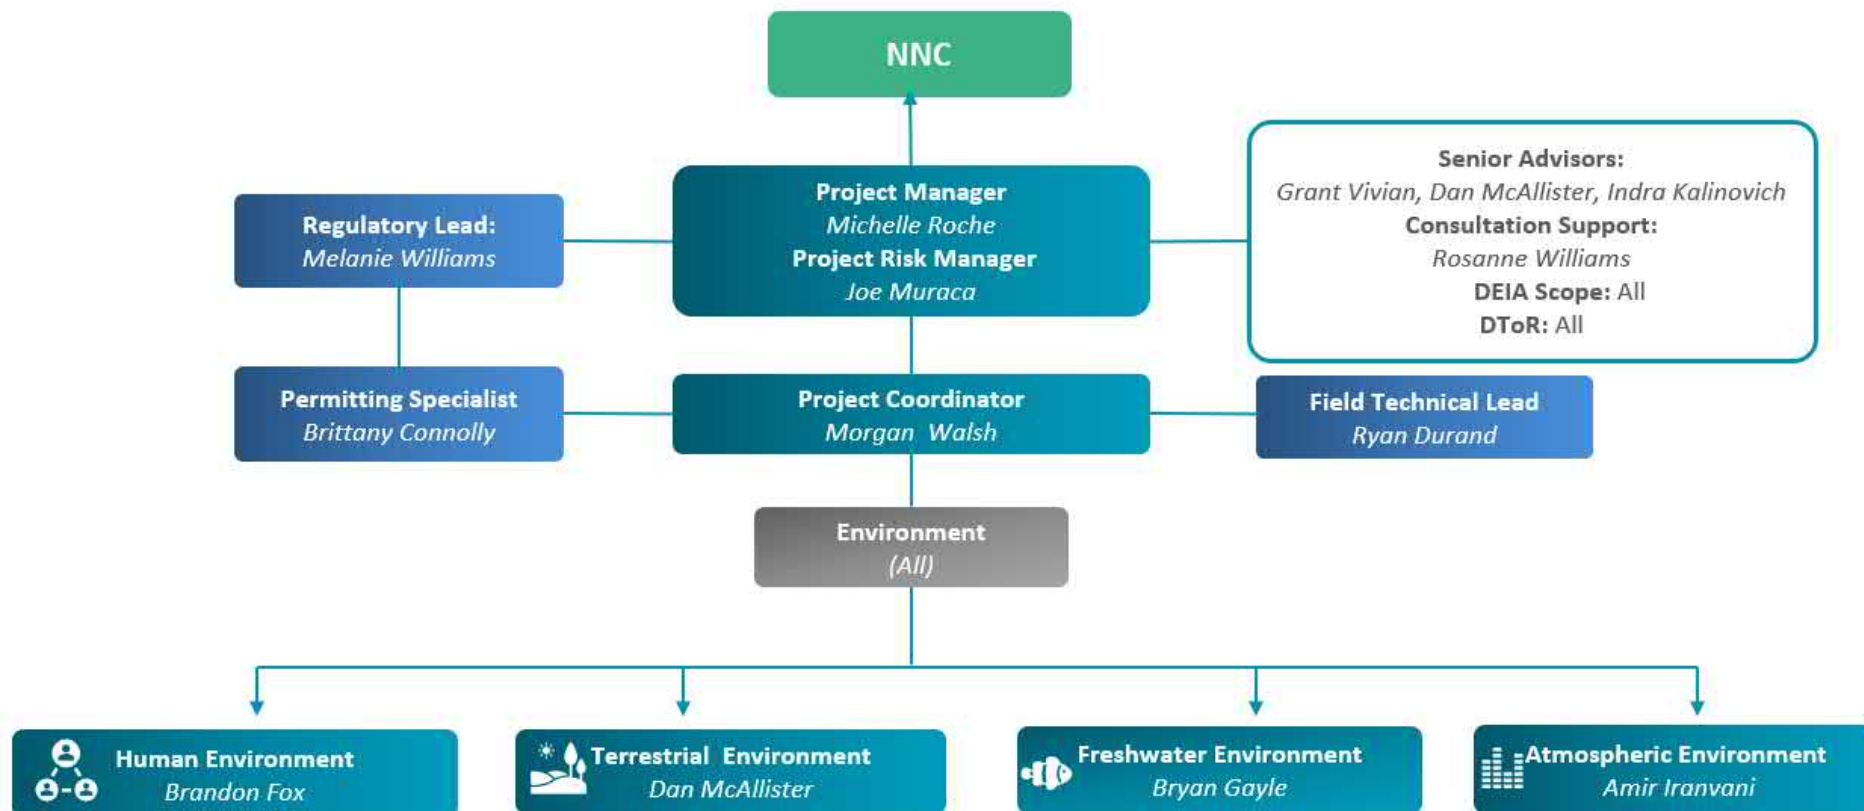 NNC
Project Manager
Michelle Roche
Project Risk Manager
Joe Muraca
Regulatory Lead:
Melanie Williams
Senior Advisors:
Grant Vivian, Dan McAllister, Indra Kalinovich
Consultation Support:
Rosanne Williams
DEIA Scope: All
DToR: All
Permitting Specialist
Brittany Connolly
Project Coordinator
Morgan Walsh
Field Technical Lead
Ryan Durand
Environment
(All)
Human Environment
Brandon Fox
Terrestrial Environment
Dan McAllister
Freshwater Environment
Bryan Gayle
Atmospheric Environment
Amir Iranvani